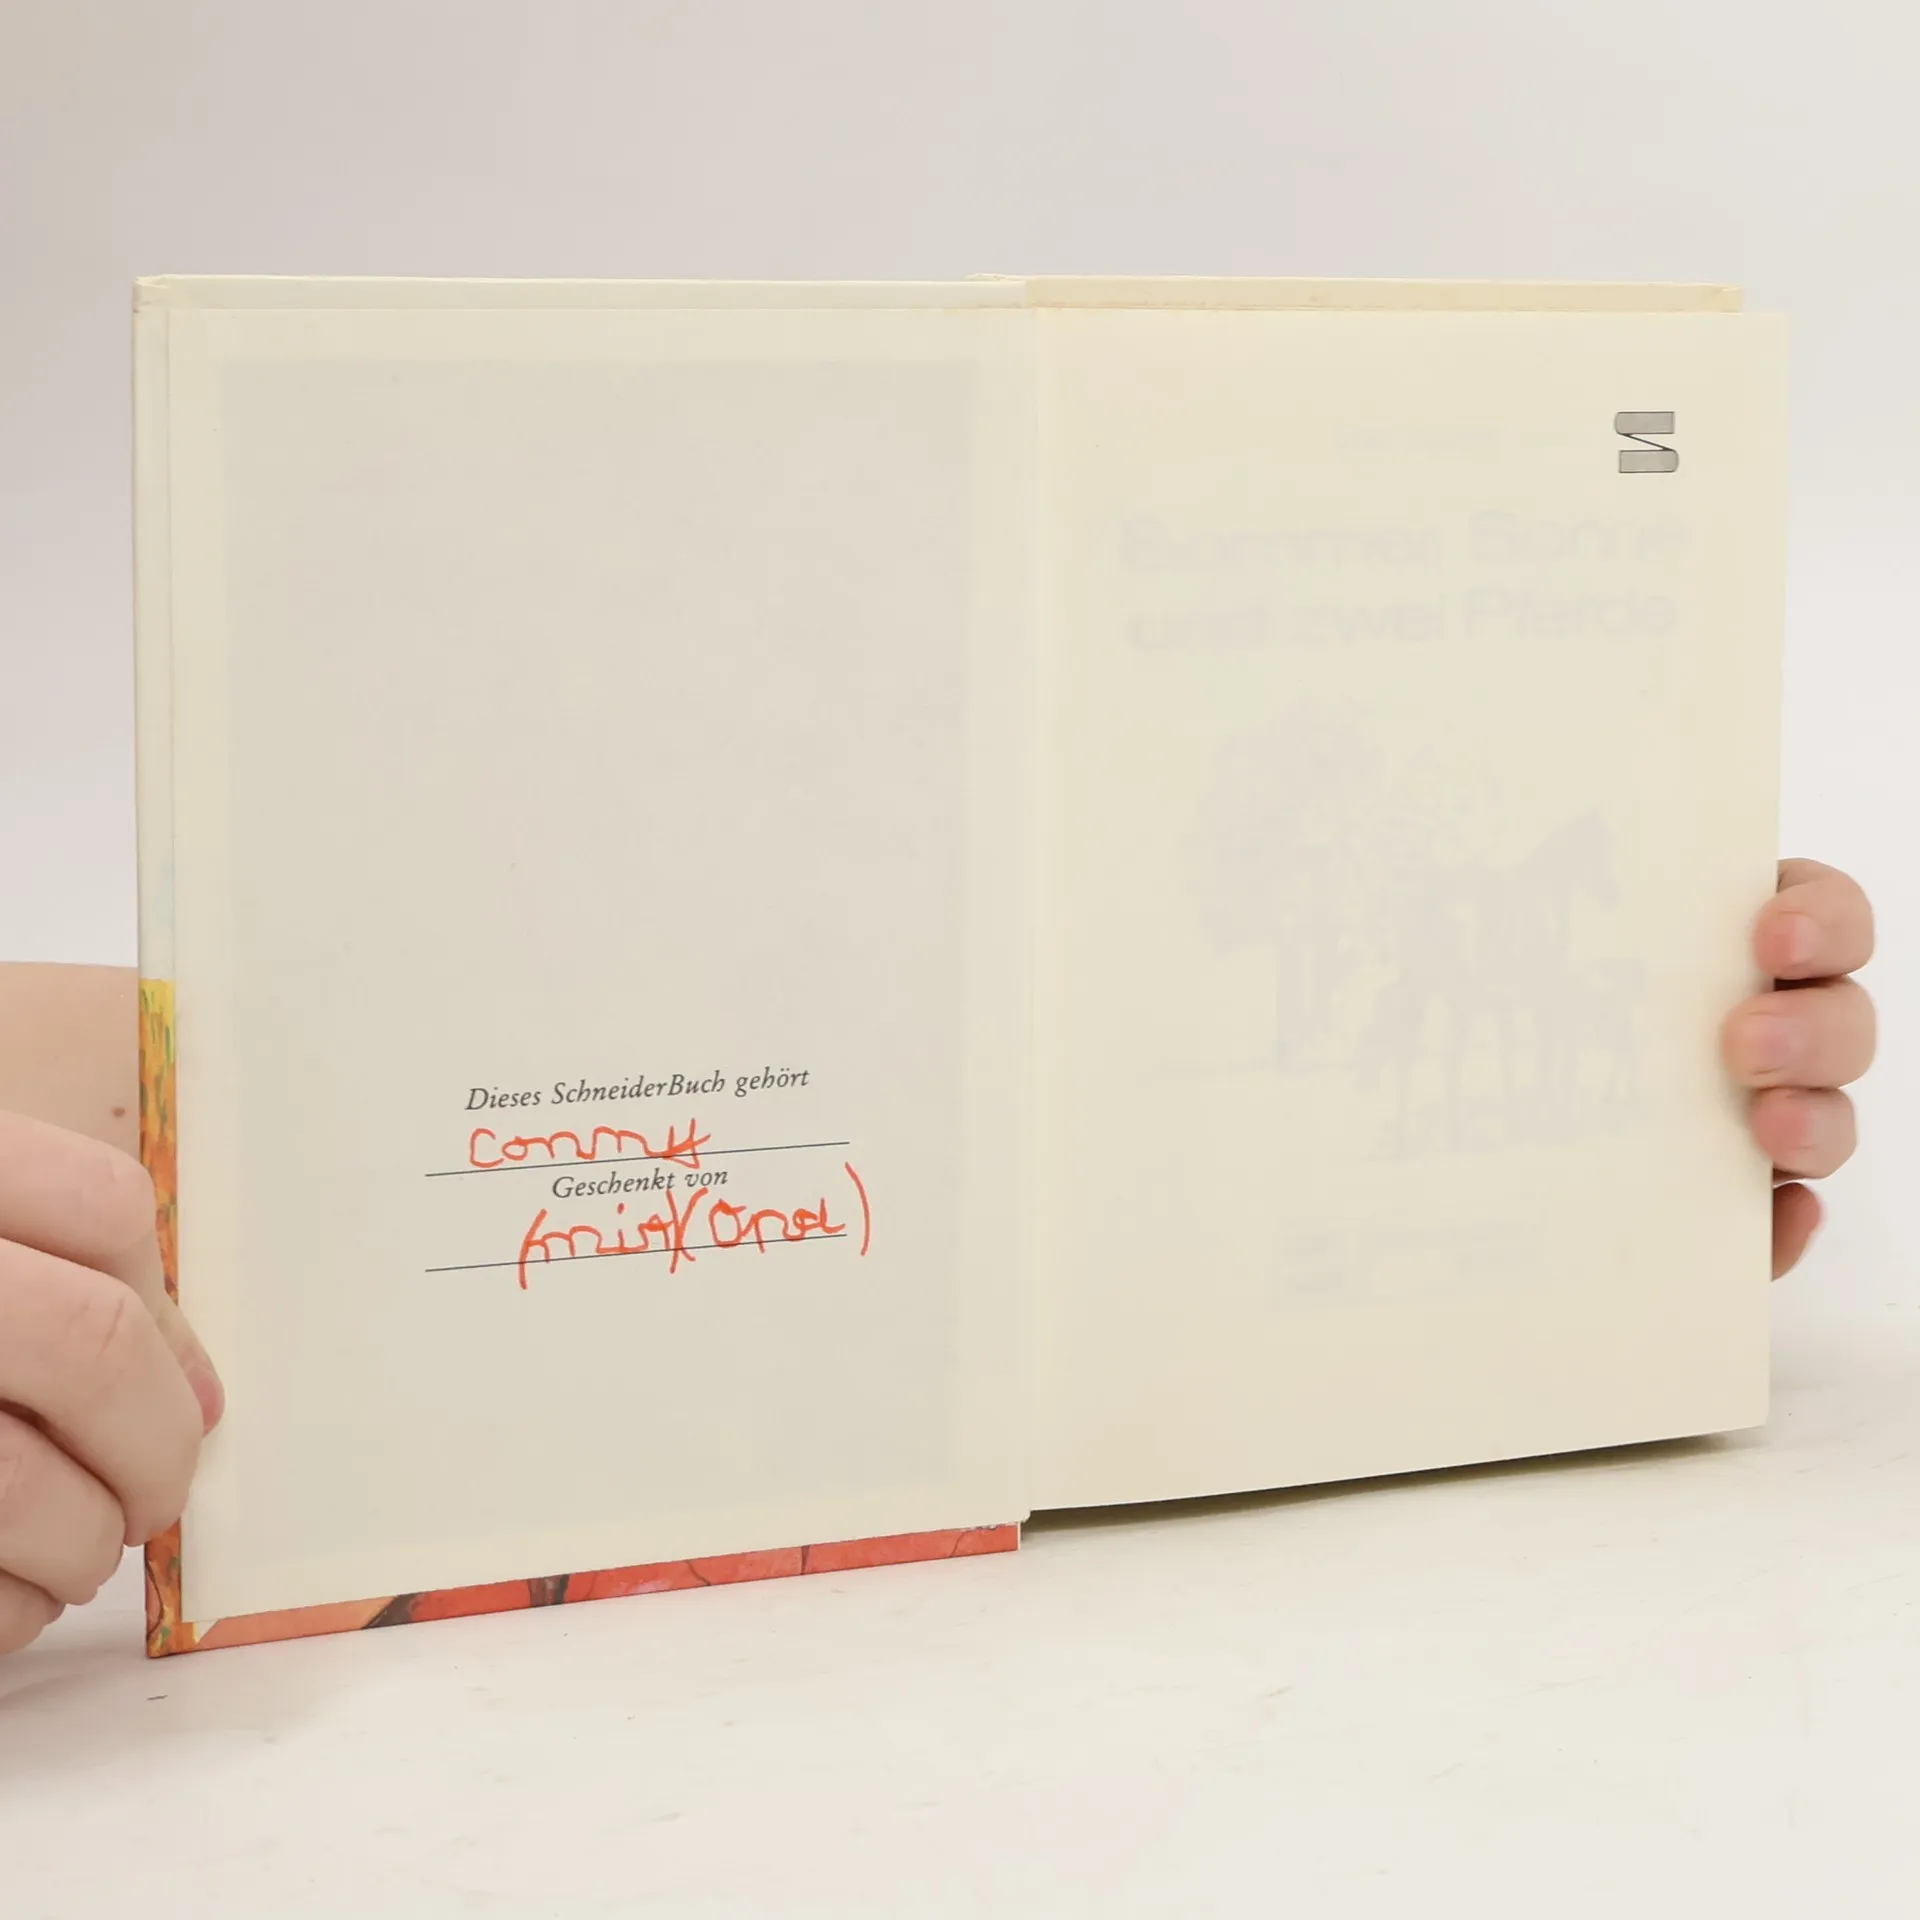 Dieses SchneiderBuch gehört
Conny
Geschenkt von
Sommer, Sonne
und zwei Pferde